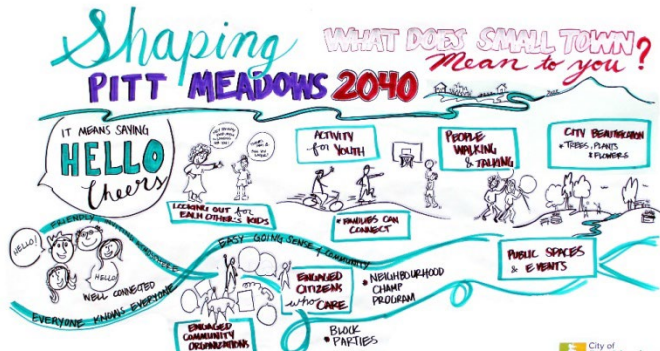 Shaping
PITT MEADOWS 2040
WHAT DOES SMALL TOWN
Mean to you?
IT MEANS SAYING
HELLO
Cheers
LOOKING OUT for
EACH OTHER'S KIDS
ACTIVITY
for YOUTH
• FAMILIES CAN
CONNECT
PEOPLE
WALKING
& TALKING
CITY BEAUTIFICATION
• TREES, PLANTS
& FLOWERS
HELLO!
HELLO!
WELL CONNECTED
EVERYONE KNOWS EVERYONE
EASY GOING SENSE of COMMUNITY
ENGAGED
CITIZENS
who CARE
• NEIGHBOURHOOD
CHAMP
PROGRAM
• BLOCK
PARTIES
ENGAGED
COMMUNITY
ORGANIZATIONS
PUBLIC SPACES
& EVENTS
City of